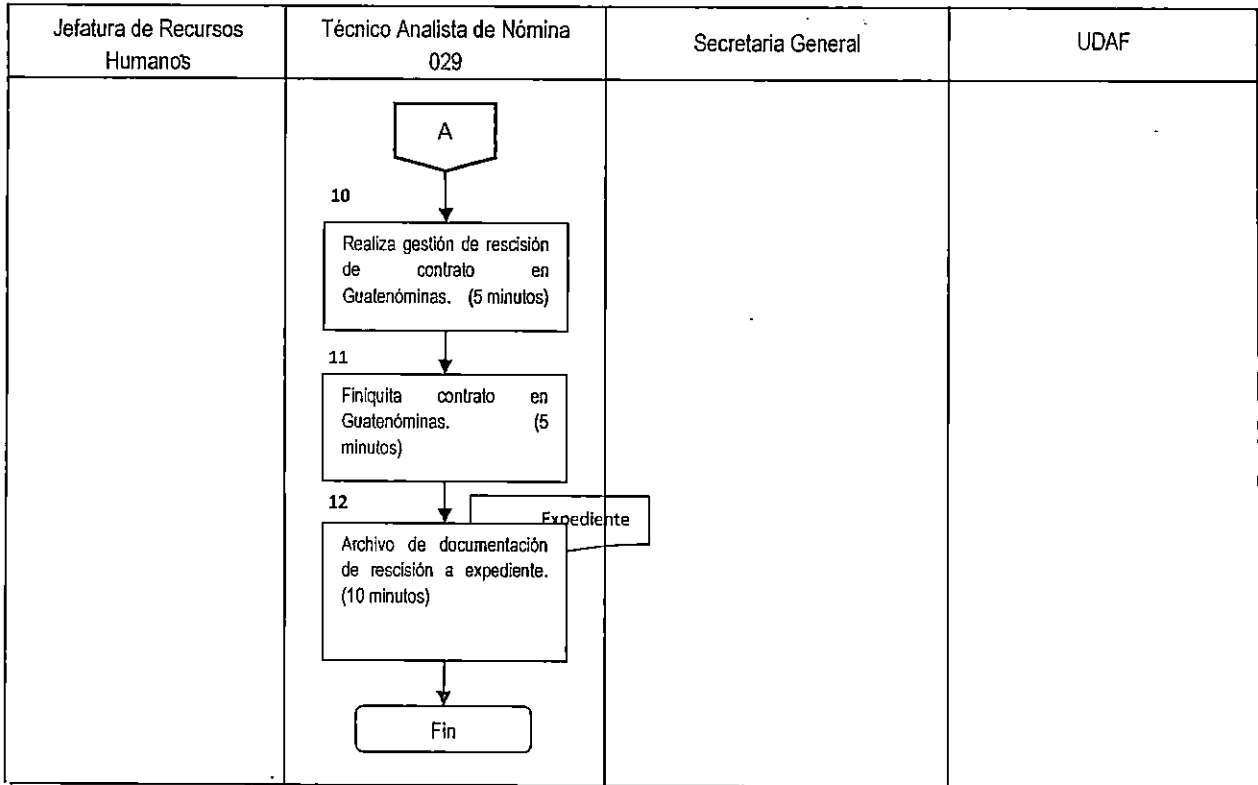 Jefatura de Recursos
Humanos
Técnico Analista de Nómina
029
Secretaria General
UDAF
A
10
Realiza gestión de rescisión
de contrato en
Guatenóminas. (5 minutos)
11
Finiquita contrato en
Guatenóminas. (5
minutos)
12
Expediente
Archivo de documentación
de rescisión a expediente.
(10 minutos)
Fin